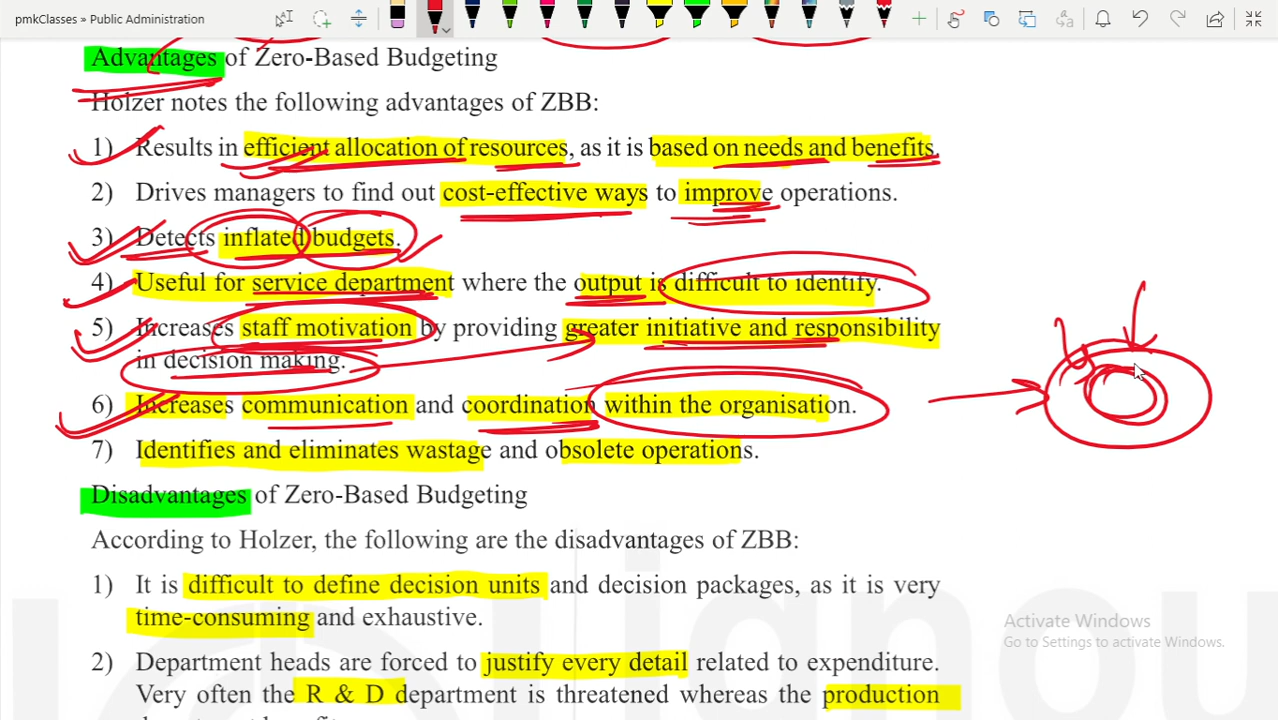 pmkClasses » Public Administration
Advantages of Zero-Based Budgeting
Holzer notes the following advantages of ZBB:
1) Results in efficient allocation of resources, as it is based on needs and benefits.
2) Drives managers to find out cost-effective ways to improve operations.
3) Detects inflated budgets.
4) Useful for service department where the output is difficult to identify.
5) Increases staff motivation by providing greater initiative and responsibility
in decision making.
6) Increases communication and coordination within the organisation.
7) Identifies and eliminates wastage and obsolete operations.
Disadvantages of Zero-Based Budgeting
According to Holzer, the following are the disadvantages of ZBB:
1) It is difficult to define decision units and decision packages, as it is very
time-consuming and exhaustive.
2) Department heads are forced to justify every detail related to expenditure.
Very often the R & D department is threatened whereas the production
ignou
Activate Windows
Go to Settings to activate Windows.